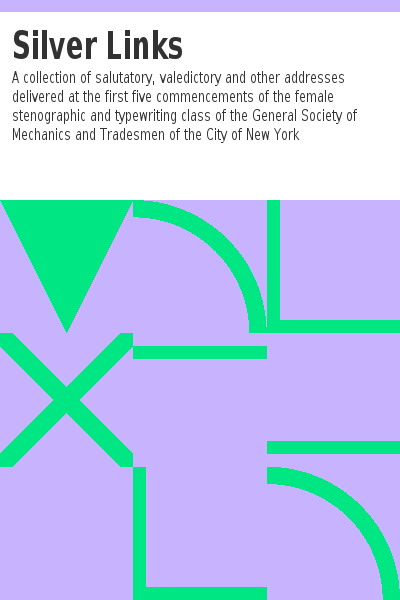 Silver Links
A collection of salutatory, valedictory and other addresses
delivered at the first five commencements of the female
stenographic and typewriting class of the General Society of
Mechanics and Tradesmen of the City of New York